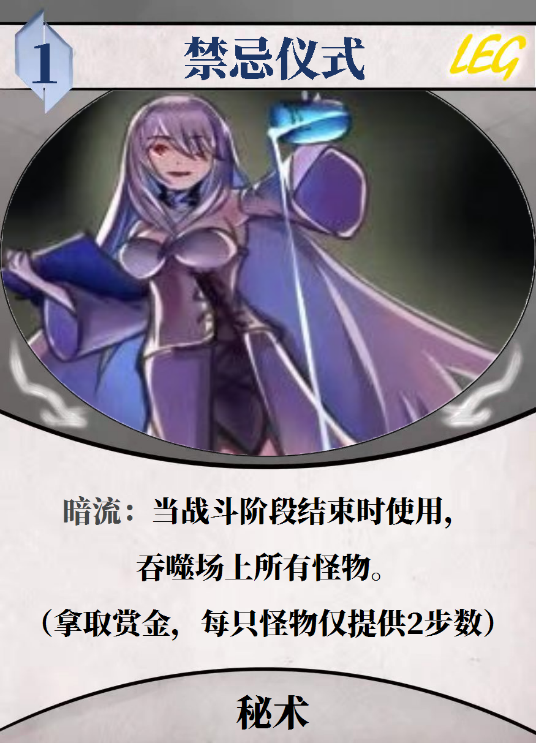 1
禁忌仪式
LEG
暗流：当战斗阶段结束时使用，
吞噬场上所有怪物。
（拿取赏金，每只怪物仅提供2步数）
秘术